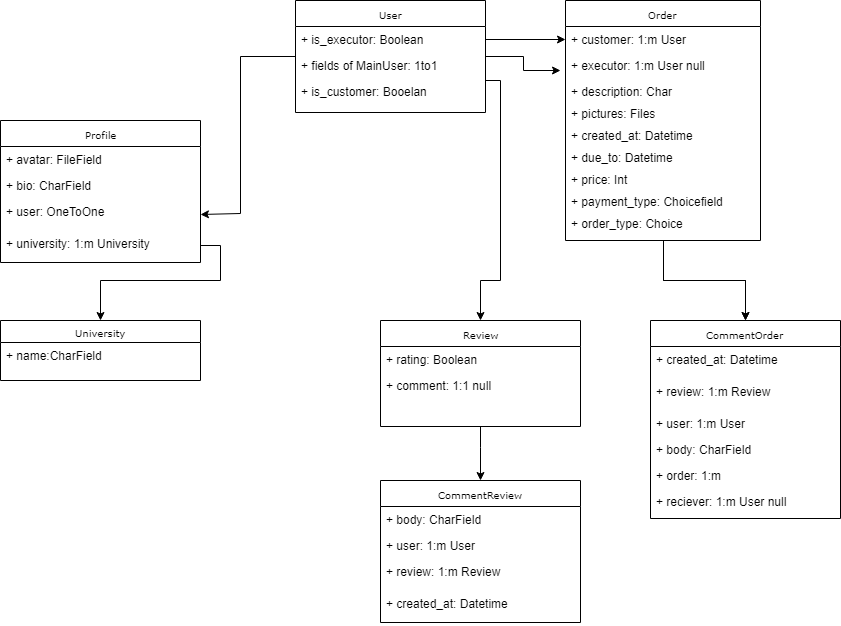 User
+ is_executor: Boolean
+ fields of MainUser: 1to1
+ is_customer: Booelan
Order
+ customer: 1:m User
+ executor: 1:m User null
+ description: Char
+ pictures: Files
+ created_at: Datetime
+ due_to: Datetime
+ price: Int
+ payment_type: Choicefield
+ order_type: Choice
Profile
+ avatar: FileField
+ bio: CharField
+ user: OneToOne
+ university: 1:m University
University
+ name:CharField
Review
+ rating: Boolean
+ comment: 1:1 null
CommentOrder
+ created_at: Datetime
+ review: 1:m Review
+ user: 1:m User
+ body: CharField
+ order: 1:m
+ reciever: 1:m User null
CommentReview
+ body: CharField
+ user: 1:m User
+ review: 1:m Review
+ created_at: Datetime